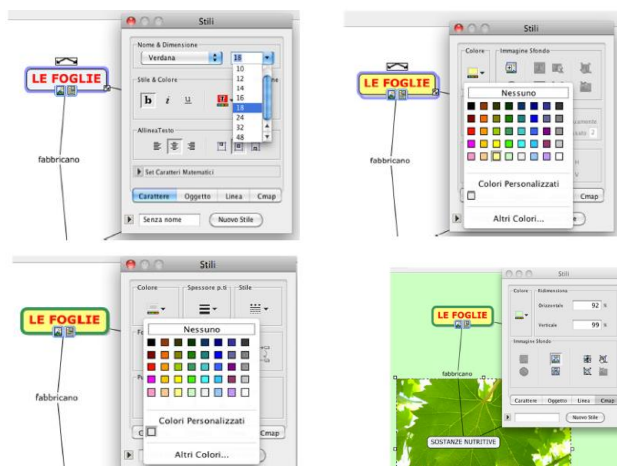 Stili
Nome & Dimensione
Verdana
18
10
12
14
16
18
24
32
48
LE FOGLIE
Stile & Colore
b i u
AllineaTesto
fabbricano
Set Caratteri Matematici
Carattere Oggetto Linea Cmap
Senza nome Nuovo Stile
Stili
Colore Immagine Sfondo
LE FOGLIE
Nessuno
2
fabbricano
H
V
Colori Personalizzati
Cmap
Altri Colori...
Stili
Colore Spessore p.ti Stile
LE FOGLIE
Nessuno
fabbricano
Colori Personalizzati
Cmap
Altri Colori...
Stili
Colore Ridimensiona
Orizzontale 92 %
LE FOGLIE
Verticale 99 %
Immagine Sfondo
fabbricano
Carattere Oggetto Linea Cmap
Nuovo Stile
SOSTANZE NUTRITIVE